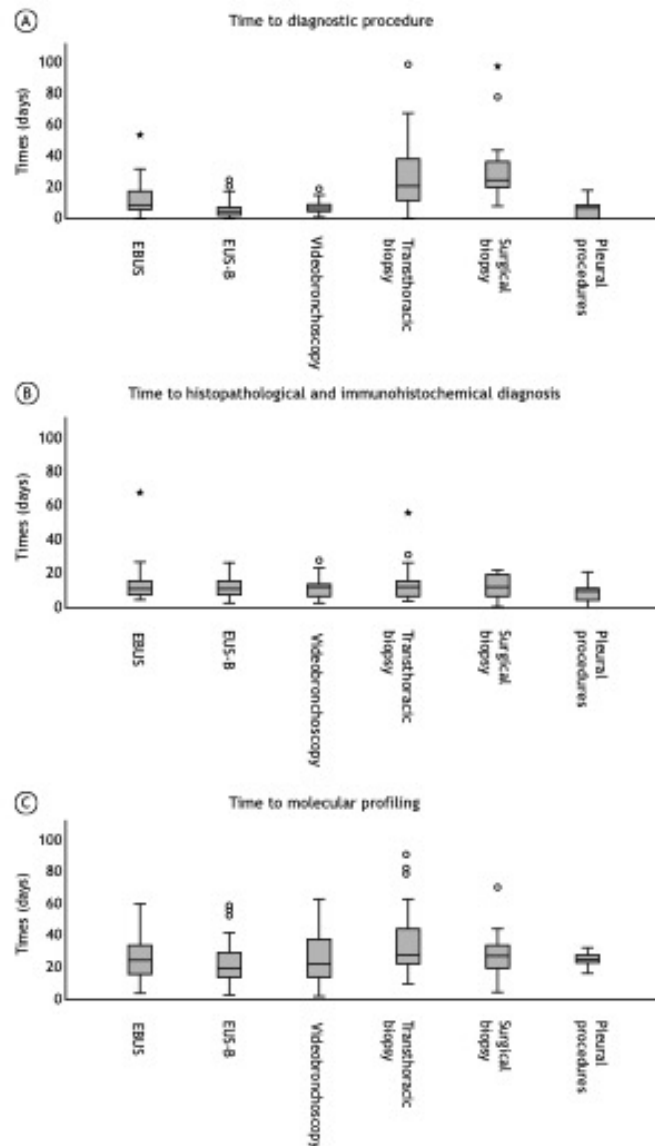 A
Time to diagnostic procedure
Times (days)
100
80
60
40
20
0
EBUS
EUS-B
Videobronchoscopy
Transthoracic
biopsy
Surgical
biopsy
Pleural
procedures
B
Time to histopathological and immunohistochemical diagnosis
Times (days)
100
80
60
40
20
0
EBUS
EUS-B
Videobronchoscopy
Transthoracic
biopsy
Surgical
biopsy
Pleural
procedures
C
Time to molecular profiling
Times (days)
100
80
60
40
20
0
EBUS
EUS-B
Videobronchoscopy
Transthoracic
biopsy
Surgical
biopsy
Pleural
procedures